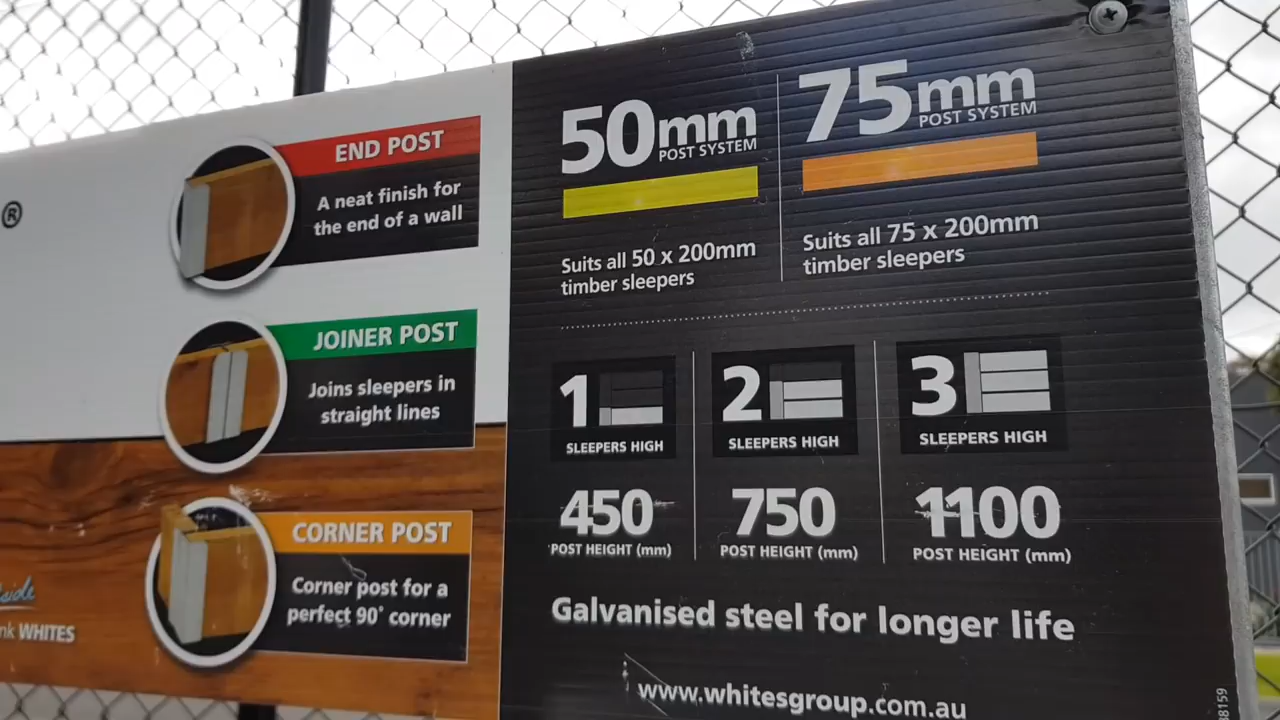 ®
END POST
A neat finish for
the end of a wall
JOINER POST
Joins sleepers in
straight lines
CORNER POST
Corner post for a
perfect 90° corner
WHITES
50mm
POST SYSTEM
Suits all 50 x 200mm
timber sleepers
75mm
POST SYSTEM
Suits all 75 x 200mm
timber sleepers
1
SLEEPERS HIGH
450
POST HEIGHT (mm)
2
SLEEPERS HIGH
750
POST HEIGHT (mm)
3
SLEEPERS HIGH
1100
POST HEIGHT (mm)
Galvanised steel for longer life
www.whitesgroup.com.au